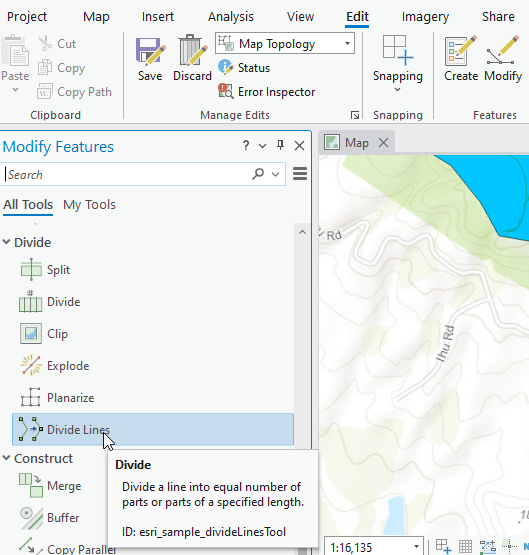 Project Map Insert Analysis View Edit Imagery Share
Cut
Copy
Copy Path
Paste
Clipboard
Save
Discard
Map Topology
Status
Error Inspector
Manage Edits
Snapping
Snapping
Create
Modify
Features
Modify Features
?
Search
All Tools My Tools
Divide
Split
Divide
Clip
Explode
Planarize
Divide Lines
Construct
Merge
Buffer
Copy Parallel
Divide
Divide a line into equal number of
parts or parts of a specified length.
ID: esri_sample_divideLinesTool
Map
Rd
Ihu Rd
1:16,135